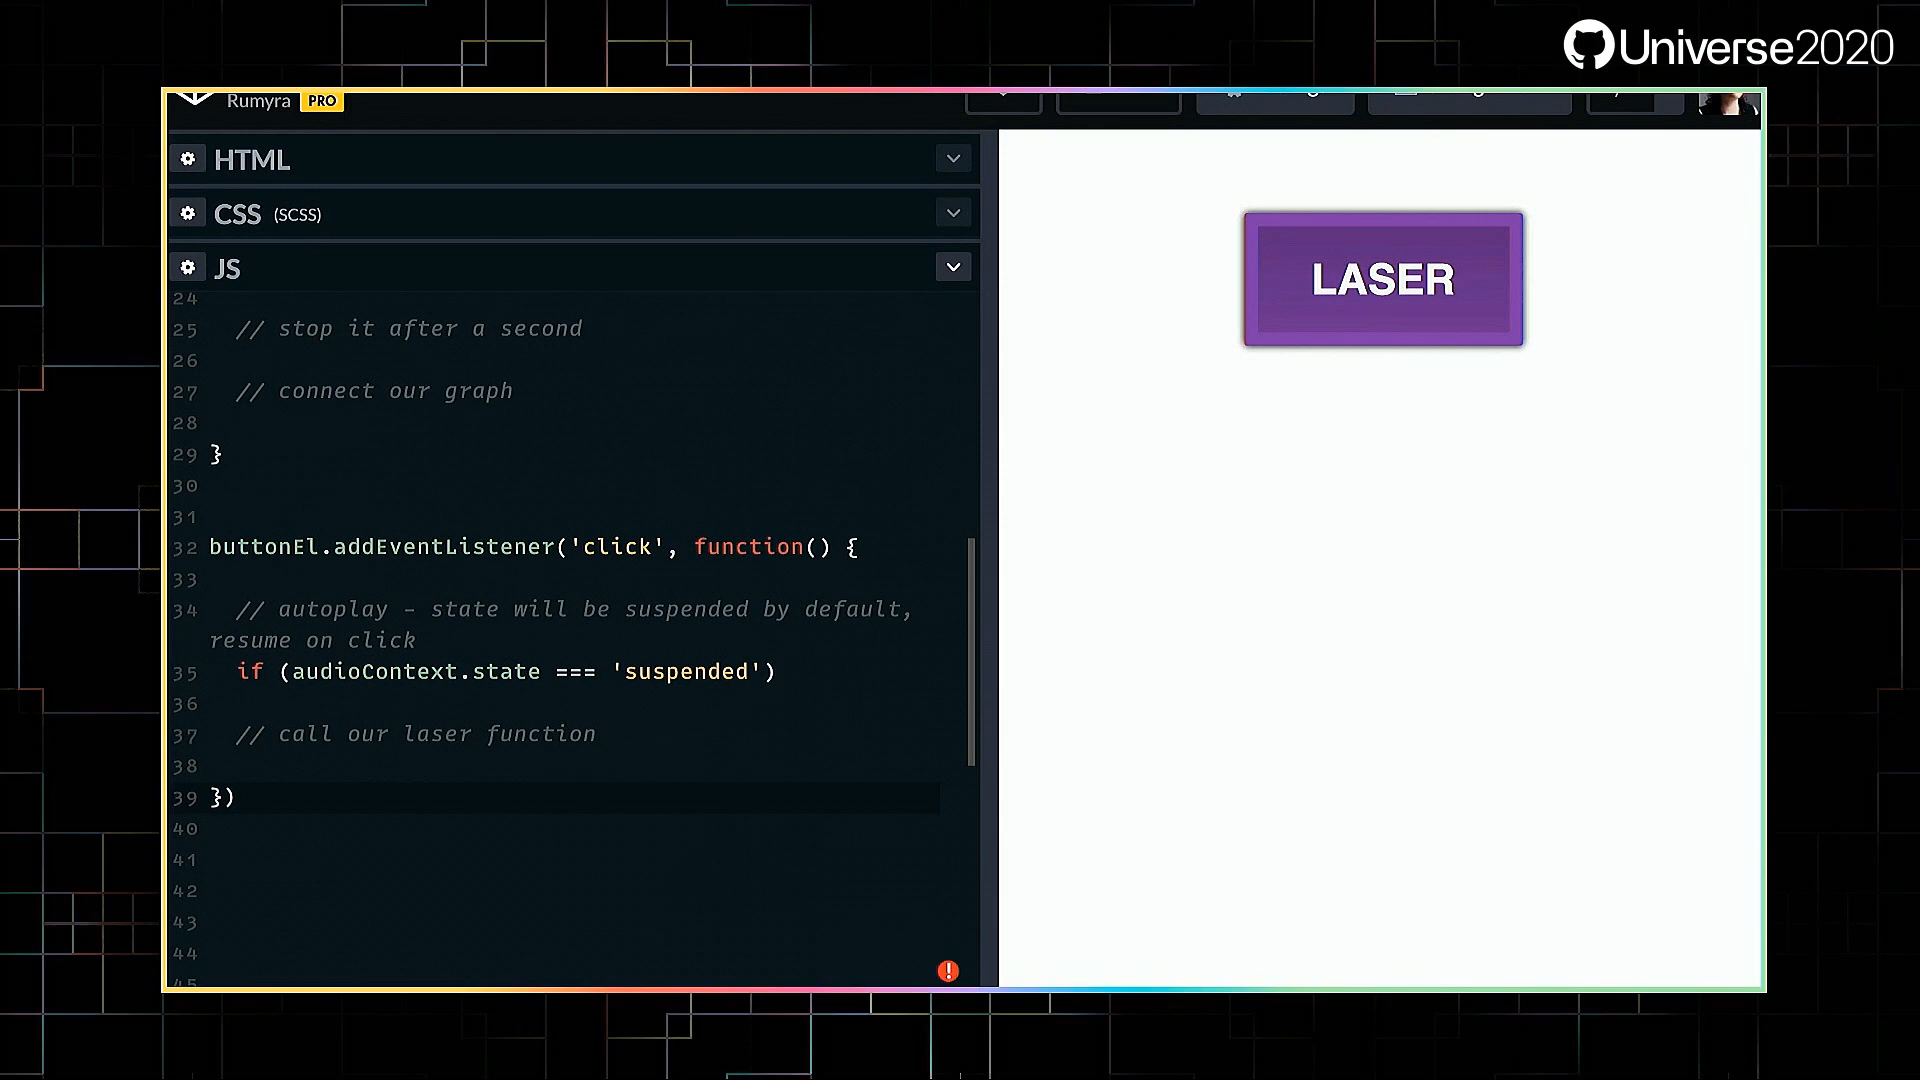 Universe2020
Rumyra PRO
HTML
CSS (SCSS)
JS
24
25 // stop it after a second
26
27 // connect our graph
28
29 }
30
31
32 buttonEl.addEventListener('click', function() {
33
34 // autoplay – state will be suspended by default,
resume on click
35 if (audioContext.state === 'suspended')
36
37 // call our laser function
38
39 })
40
41
42
43
44
45
LASER